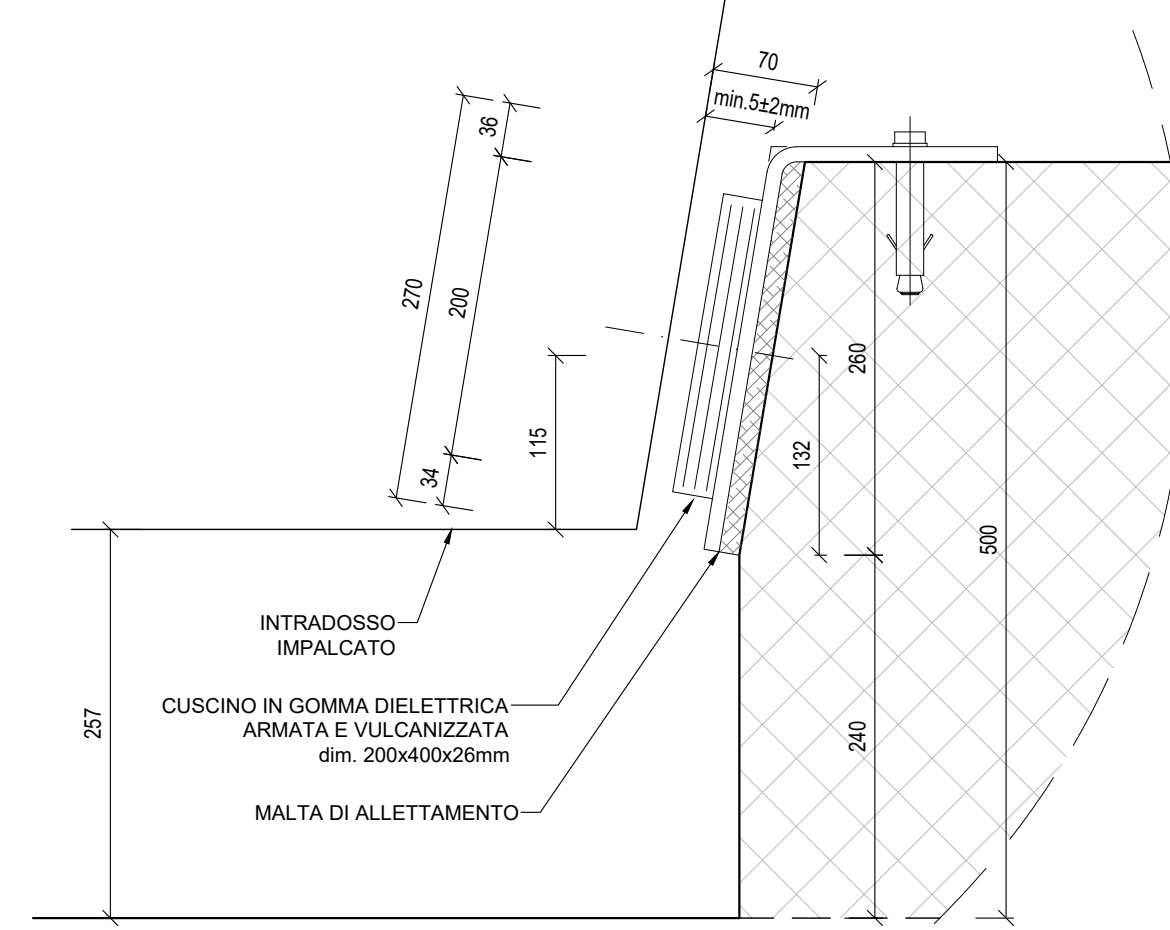 70
min.5±2mm
36
270
200
260
115
132
34
500
INTRADOSSO
IMPALCATO
CUSCINO IN GOMMA DIELETTRICA
ARMATA E VULCANIZZATA
dim. 200x400x26mm
257
240
MALTA DI ALLETTAMENTO